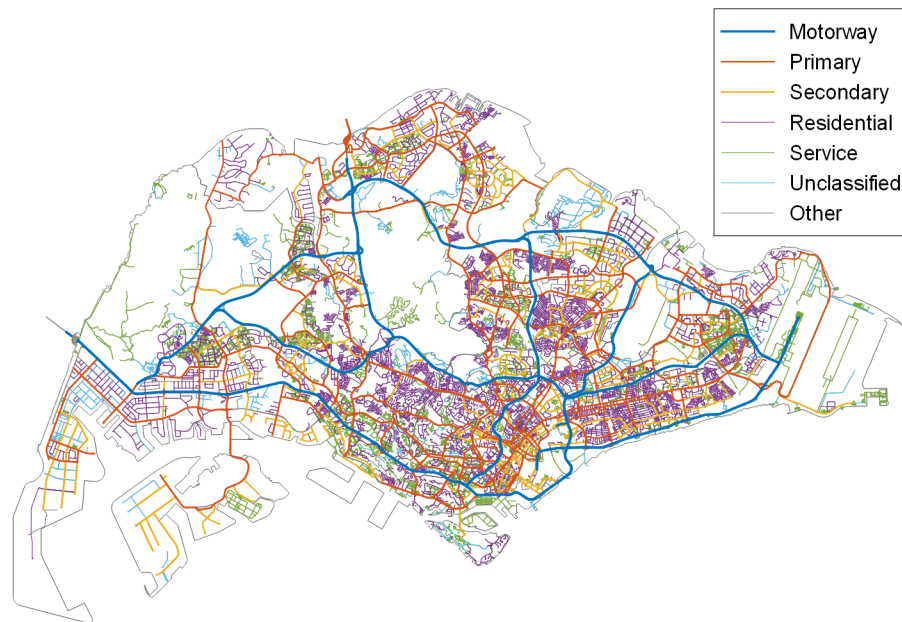 Motorway
Primary
Secondary
Residential
Service
Unclassified
Other